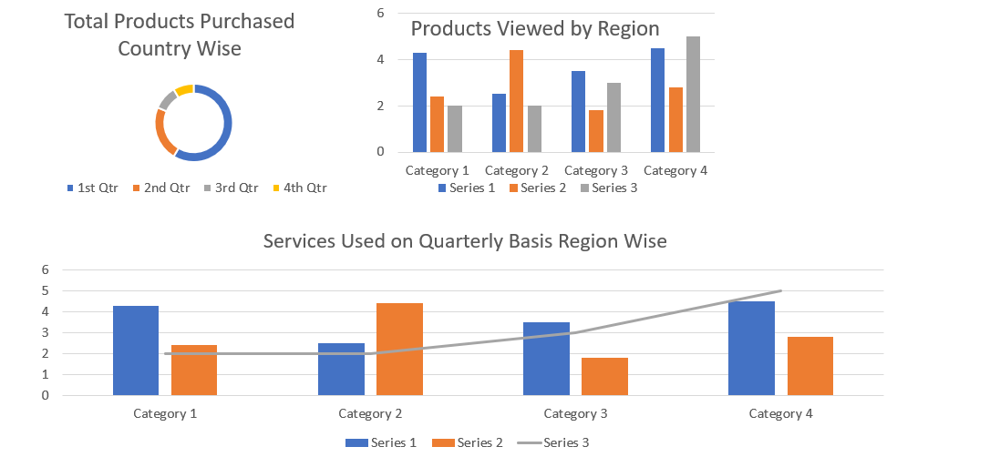 Total Products Purchased
Country Wise
1st Qtr 2nd Qtr 3rd Qtr 4th Qtr
Products Viewed by Region
6
4
2
0
Category 1 Category 2 Category 3 Category 4
Series 1 Series 2 Series 3
Services Used on Quarterly Basis Region Wise
6
5
4
3
2
1
0
Category 1 Category 2 Category 3 Category 4
Series 1 Series 2 Series 3